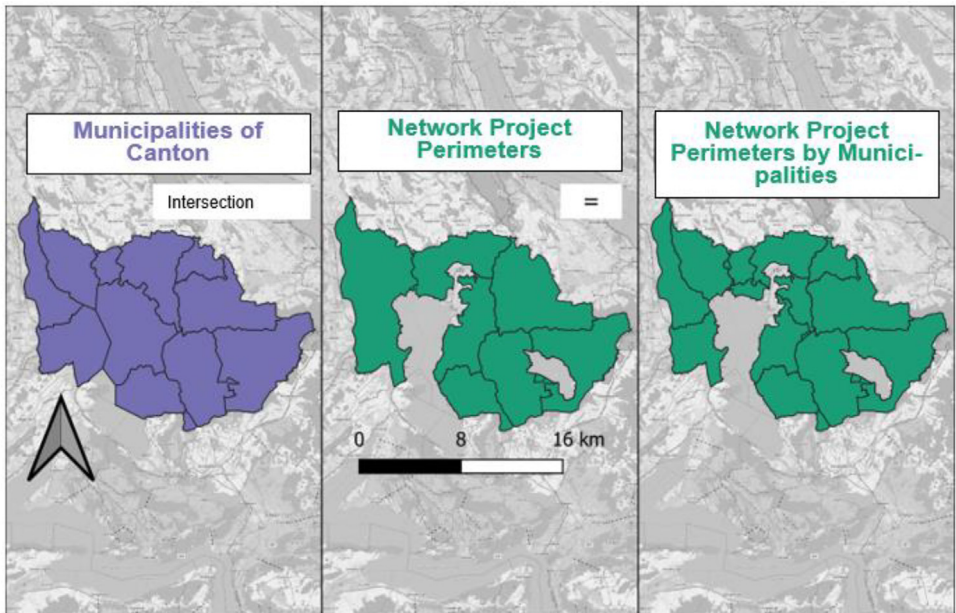 Municipalities of
Canton
Intersection
Network Project
Perimeters
=
0 8 16 km
Network Project
Perimeters by Munici-
palities